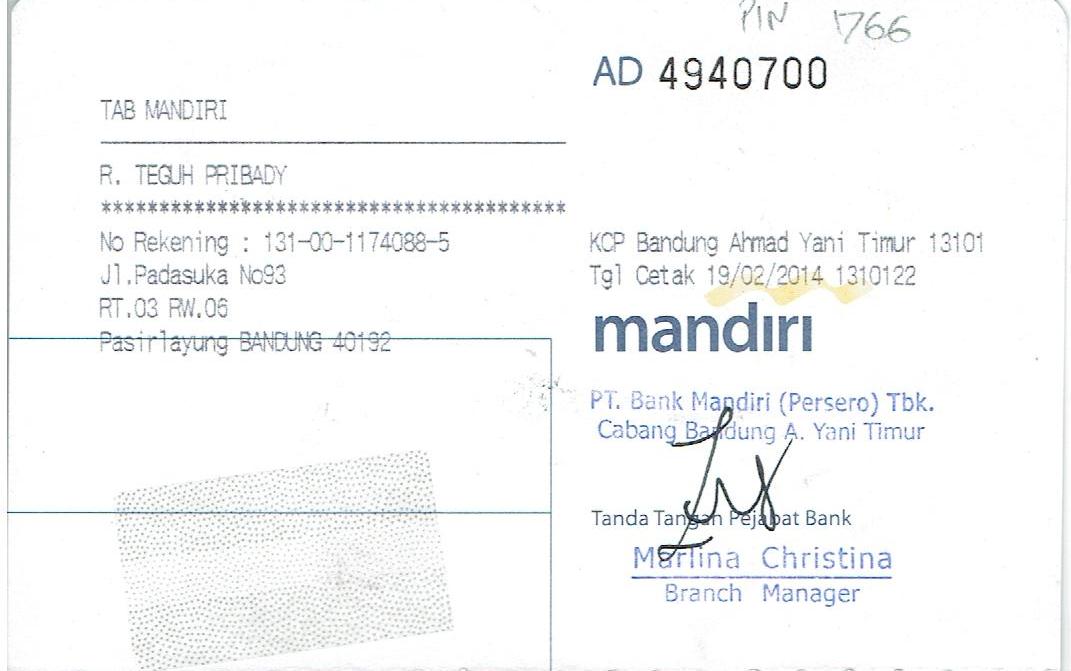 PIN 1766
AD 4940700
TAB MANDIRI
R. TEGUH PRIBADY
****************************************
No Rekening : 131-00-1174088-5
Jl.Padasuka No93
RT.03 RW.06
Pasirlayung BANDUNG 40192
KCP Bandung Ahmad Yani Timur 13101
Tgl Cetak 19/02/2014 1310122
mandiri
PT. Bank Mandiri (Persero) Tbk.
Cabang Bandung A. Yani Timur
Tanda Tangan Pejabat Bank
Marlina Christina
Branch Manager